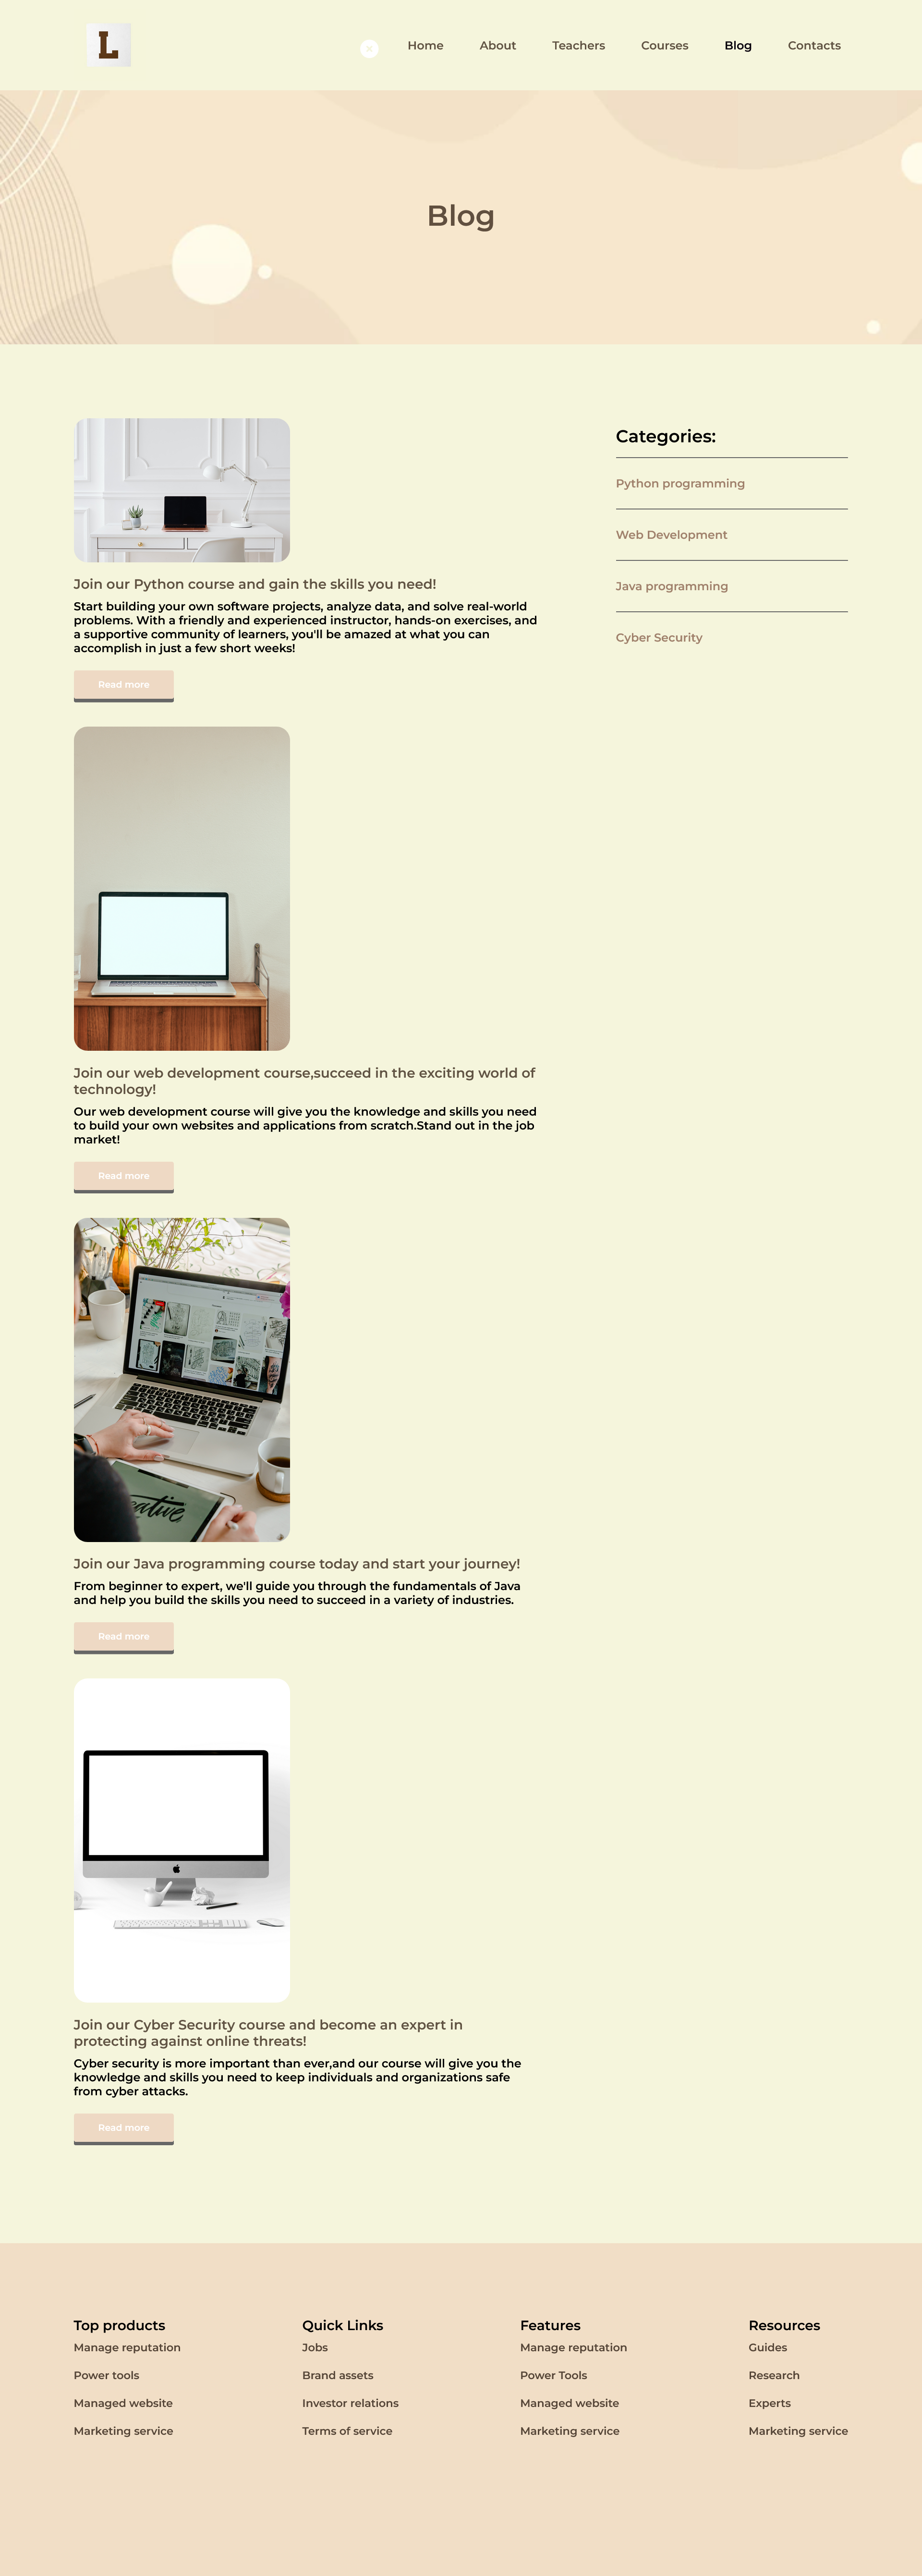 L
Home About Teachers Courses Blog Contacts
Blog
Join our Python course and gain the skills you need!
Start building your own software projects, analyze data, and solve real-world
problems. With a friendly and experienced instructor, hands-on exercises, and
a supportive community of learners, you'll be amazed at what you can
accomplish in just a few short weeks!
Read more
Join our web development course,succeed in the exciting world of
technology!
Our web development course will give you the knowledge and skills you need
to build your own websites and applications from scratch.Stand out in the job
market!
Read more
eative
Join our Java programming course today and start your journey!
From beginner to expert, we'll guide you through the fundamentals of Java
and help you build the skills you need to succeed in a variety of industries.
Read more
Join our Cyber Security course and become an expert in
protecting against online threats!
Cyber security is more important than ever,and our course will give you the
knowledge and skills you need to keep individuals and organizations safe
from cyber attacks.
Read more
Categories:
Python programming
Web Development
Java programming
Cyber Security
Top products
Manage reputation
Power tools
Managed website
Marketing service
Quick Links
Jobs
Brand assets
Investor relations
Terms of service
Features
Manage reputation
Power Tools
Managed website
Marketing service
Resources
Guides
Research
Experts
Marketing service